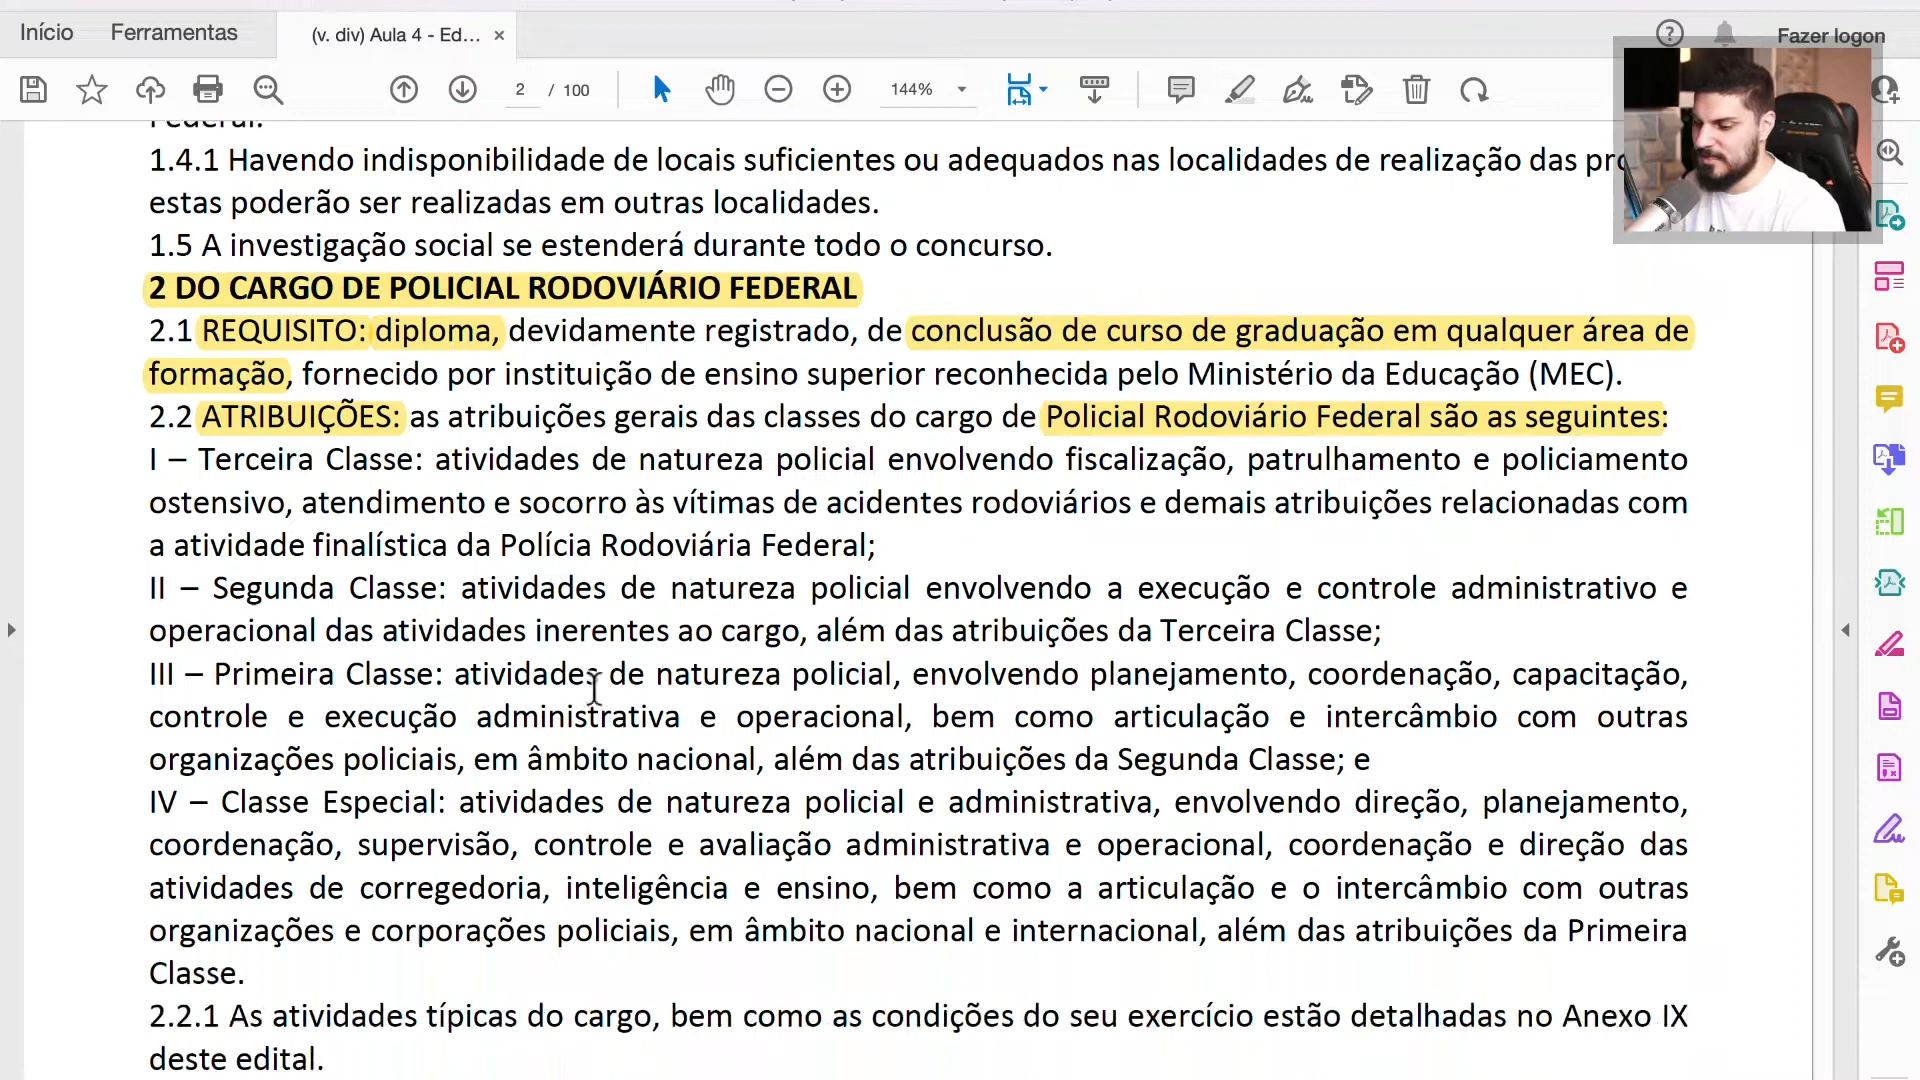 Início Ferramentas (v. div) Aula 4 - Ed... × Fazer logon
2 / 100 144%
Federal.
1.4.1 Havendo indisponibilidade de locais suficientes ou adequados nas localidades de realização das
estas poderão ser realizadas em outras localidades.
1.5 A investigação social se estenderá durante todo o concurso.
2 DO CARGO DE POLICIAL RODOVIÁRIO FEDERAL
2.1 REQUISITO: diploma, devidamente registrado, de conclusão de curso de graduação em qualquer área de
formação, fornecido por instituição de ensino superior reconhecida pelo Ministério da Educação (MEC).
2.2 ATRIBUIÇÕES: as atribuições gerais das classes do cargo de Policial Rodoviário Federal são as seguintes:
I – Terceira Classe: atividades de natureza policial envolvendo fiscalização, patrulhamento e policiamento
ostensivo, atendimento e socorro às vítimas de acidentes rodoviários e demais atribuições relacionadas com
a atividade finalística da Polícia Rodoviária Federal;
II – Segunda Classe: atividades de natureza policial envolvendo a execução e controle administrativo e
operacional das atividades inerentes ao cargo, além das atribuições da Terceira Classe;
III – Primeira Classe: atividades de natureza policial, envolvendo planejamento, coordenação, capacitação,
controle e execução administrativa e operacional, bem como articulação e intercâmbio com outras
organizações policiais, em âmbito nacional, além das atribuições da Segunda Classe; e
IV – Classe Especial: atividades de natureza policial e administrativa, envolvendo direção, planejamento,
coordenação, supervisão, controle e avaliação administrativa e operacional, coordenação e direção das
atividades de corregedoria, inteligência e ensino, bem como a articulação e o intercâmbio com outras
organizações e corporações policiais, em âmbito nacional e internacional, além das atribuições da Primeira
Classe.
2.2.1 As atividades típicas do cargo, bem como as condições do seu exercício estão detalhadas no Anexo IX
deste edital.